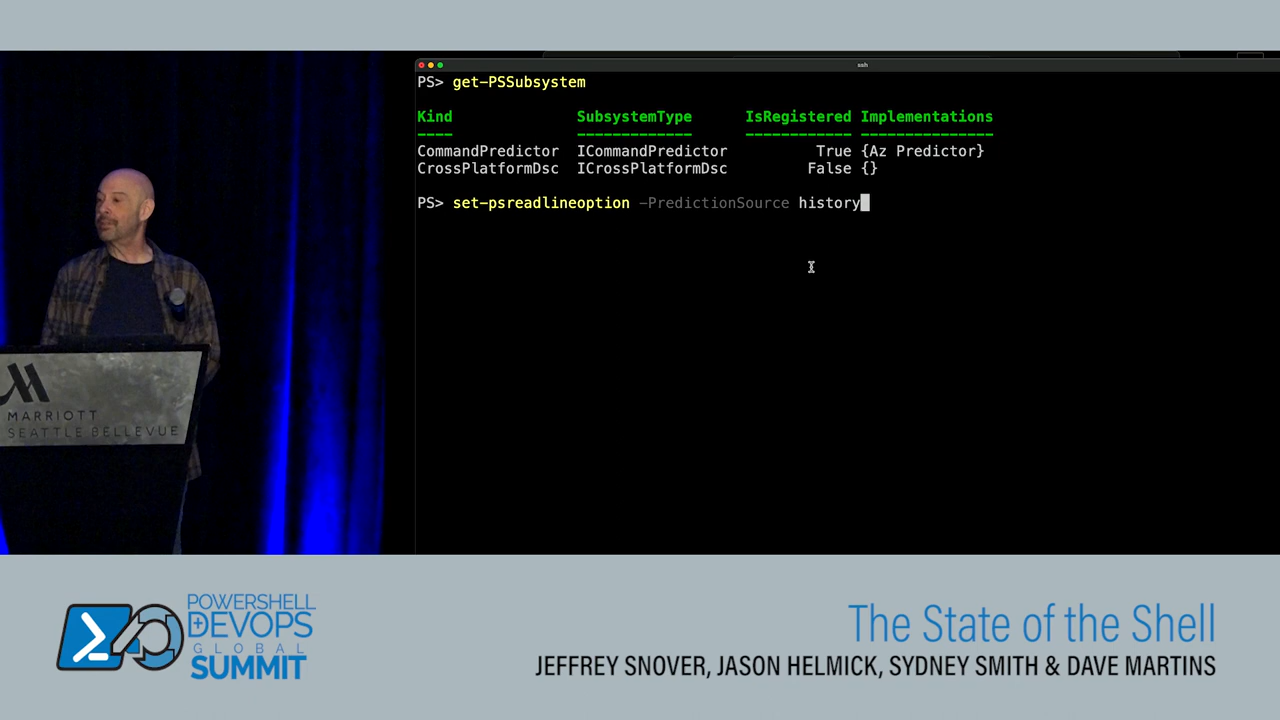 ssh
PS> get-PSSubsystem
Kind SubsystemType IsRegistered Implementations
---- ------------- ------------ ---------------
CommandPredictor ICommandPredictor True {Az Predictor}
CrossPlatformDsc ICrossPlatformDsc False {}
PS> set-psreadlineoption -PredictionSource history
MARRIOTT
SEATTLE BELLEVUE
POWERSHELL
+DEVOPS
GLOBAL
SUMMIT
The State of the Shell
JEFFREY SNOVER, JASON HELMICK, SYDNEY SMITH & DAVE MARTINS